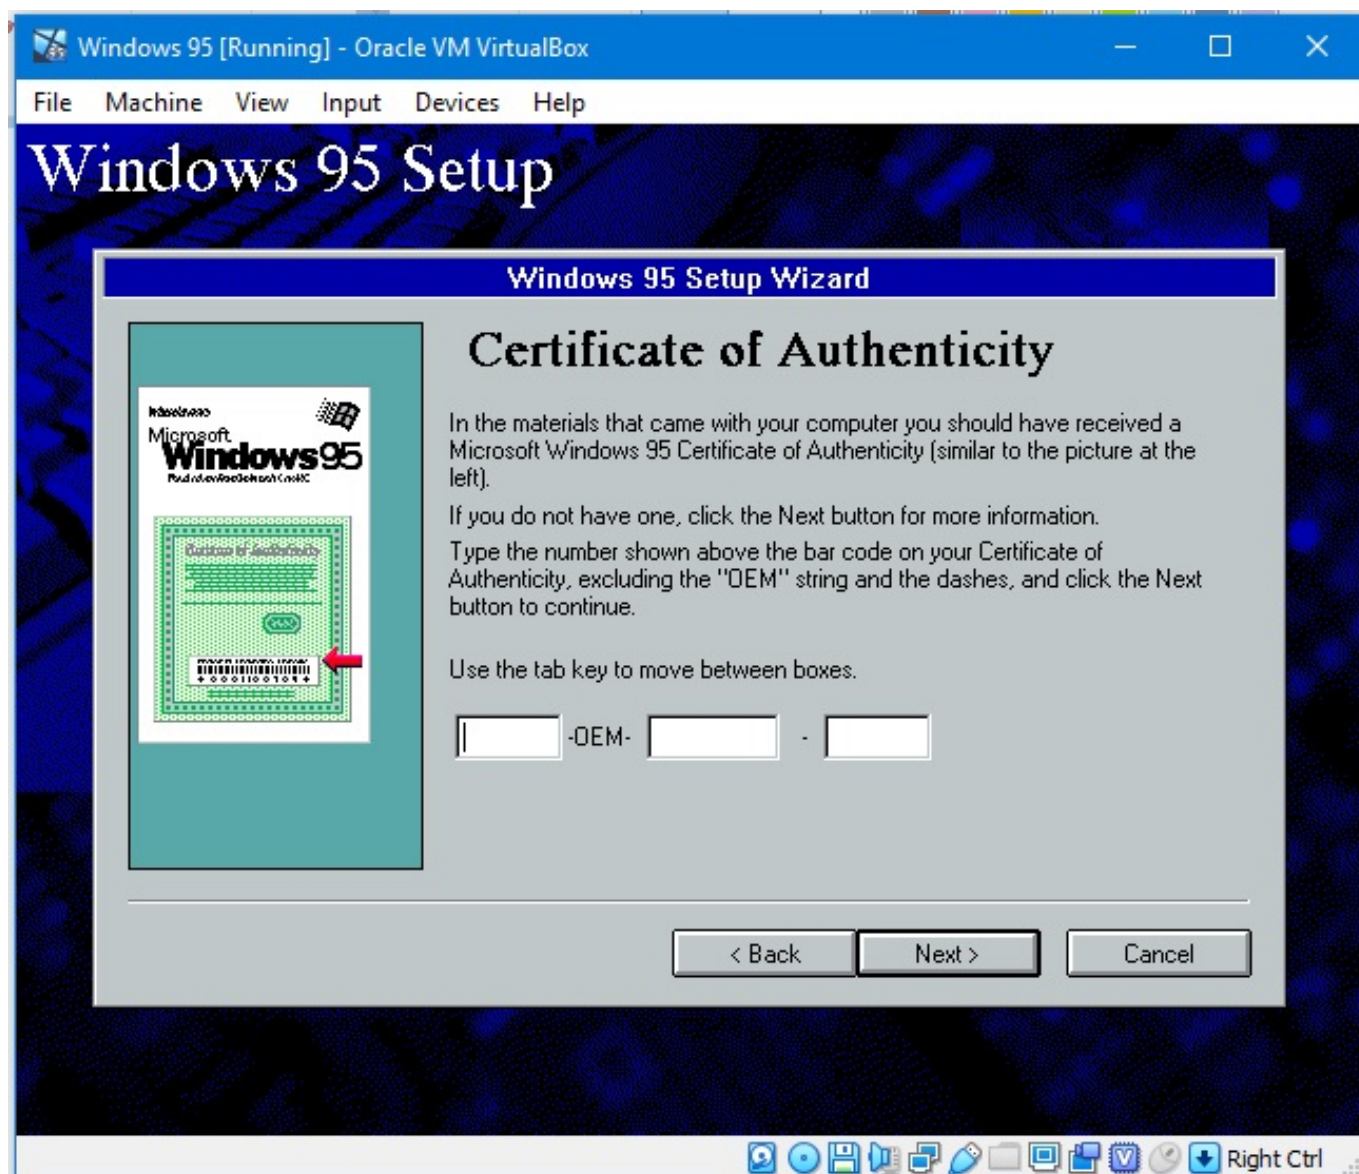 Windows 95 [Running] - Oracle VM VirtualBox
File Machine View Input Devices Help
Windows 95 Setup
Windows 95 Setup Wizard
Certificate of Authenticity
Microsoft
Windows95
In the materials that came with your computer you should have received a
Microsoft Windows 95 Certificate of Authenticity (similar to the picture at the
left).
If you do not have one, click the Next button for more information.
Type the number shown above the bar code on your Certificate of
Authenticity, excluding the "OEM" string and the dashes, and click the Next
button to continue.
Use the tab key to move between boxes.
-OEM- -
< Back Next > Cancel
Right Ctrl